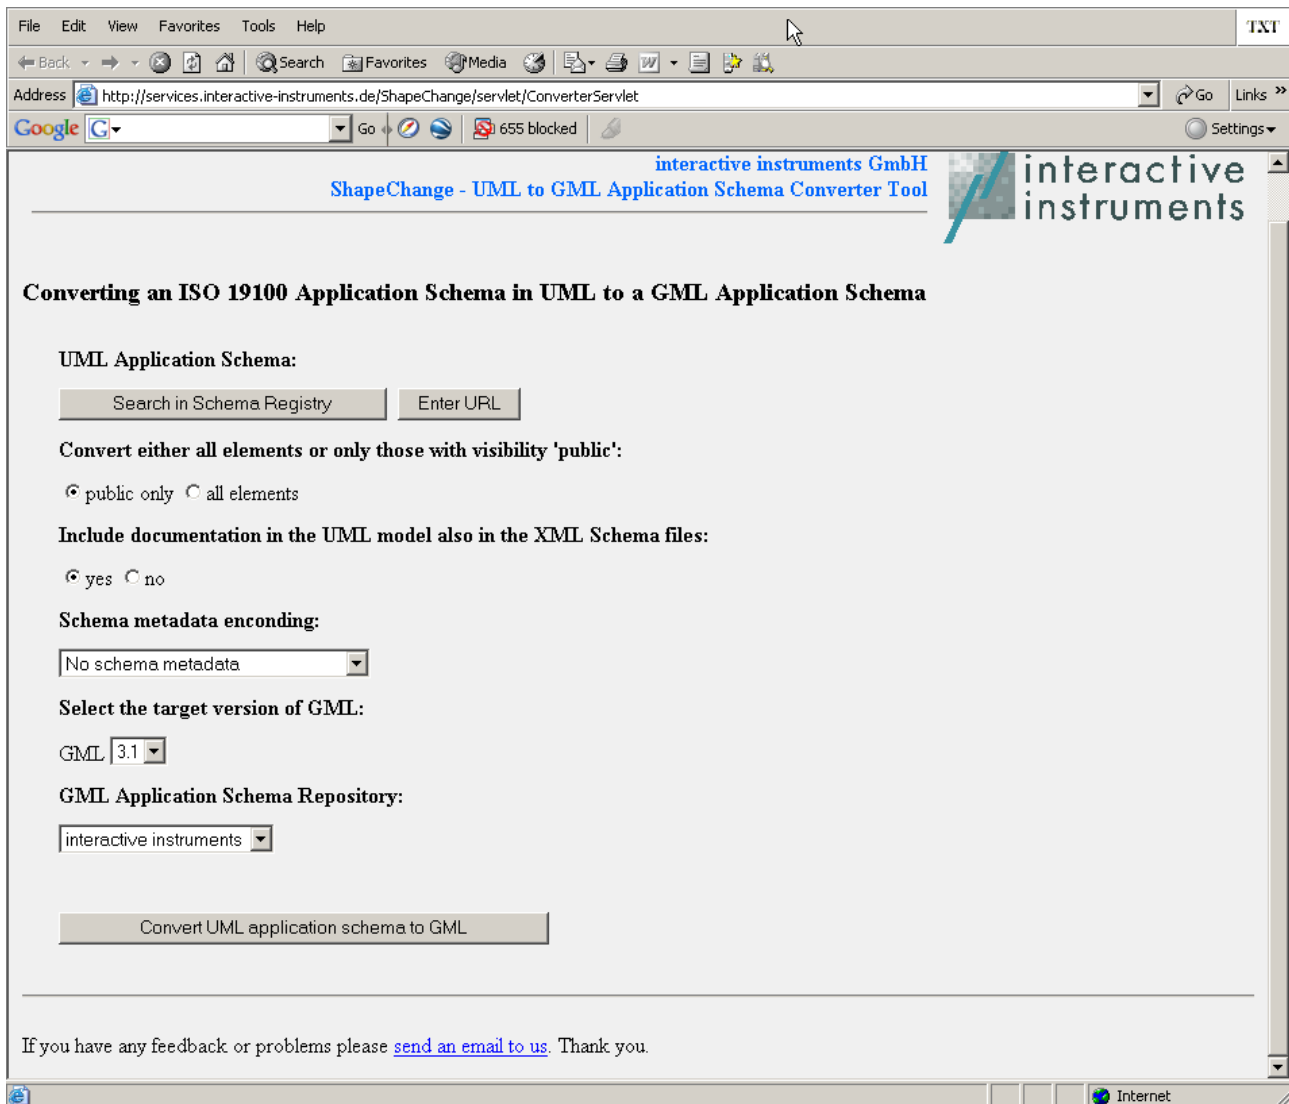 File Edit View Favorites Tools Help TXT
Back Search Favorites Media
Address http://services.interactive-instruments.de/ShapeChange/servlet/ConverterServlet Go Links »
Google G Go 655 blocked Settings
interactive instruments GmbH
ShapeChange - UML to GML Application Schema Converter Tool
interactive
instruments
Converting an ISO 19100 Application Schema in UML to a GML Application Schema
UML Application Schema:
Search in Schema Registry Enter URL
Convert either all elements or only those with visibility 'public':
public only all elements
Include documentation in the UML model also in the XML Schema files:
yes no
Schema metadata enconding:
No schema metadata
Select the target version of GML:
GML 3.1
GML Application Schema Repository:
interactive instruments
Convert UML application schema to GML
If you have any feedback or problems please send an email to us. Thank you.
Internet